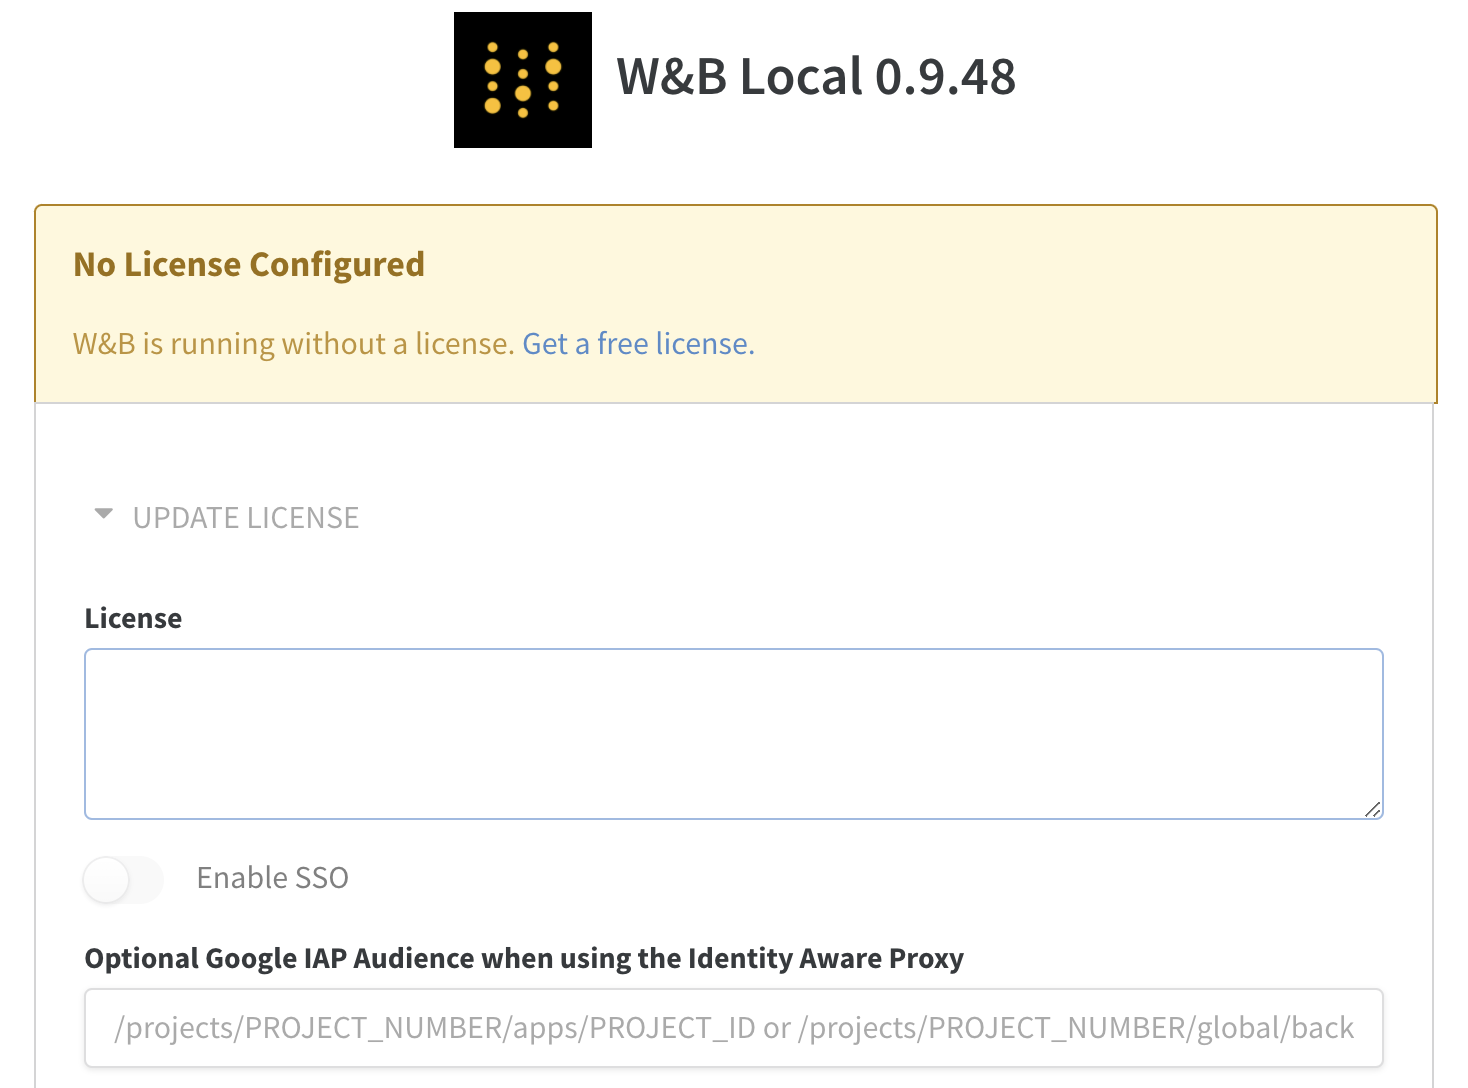 W&B Local 0.9.48
No License Configured
W&B is running without a license. Get a free license.
UPDATE LICENSE
License
Enable SSO
Optional Google IAP Audience when using the Identity Aware Proxy
/projects/PROJECT_NUMBER/apps/PROJECT_ID or /projects/PROJECT_NUMBER/global/back